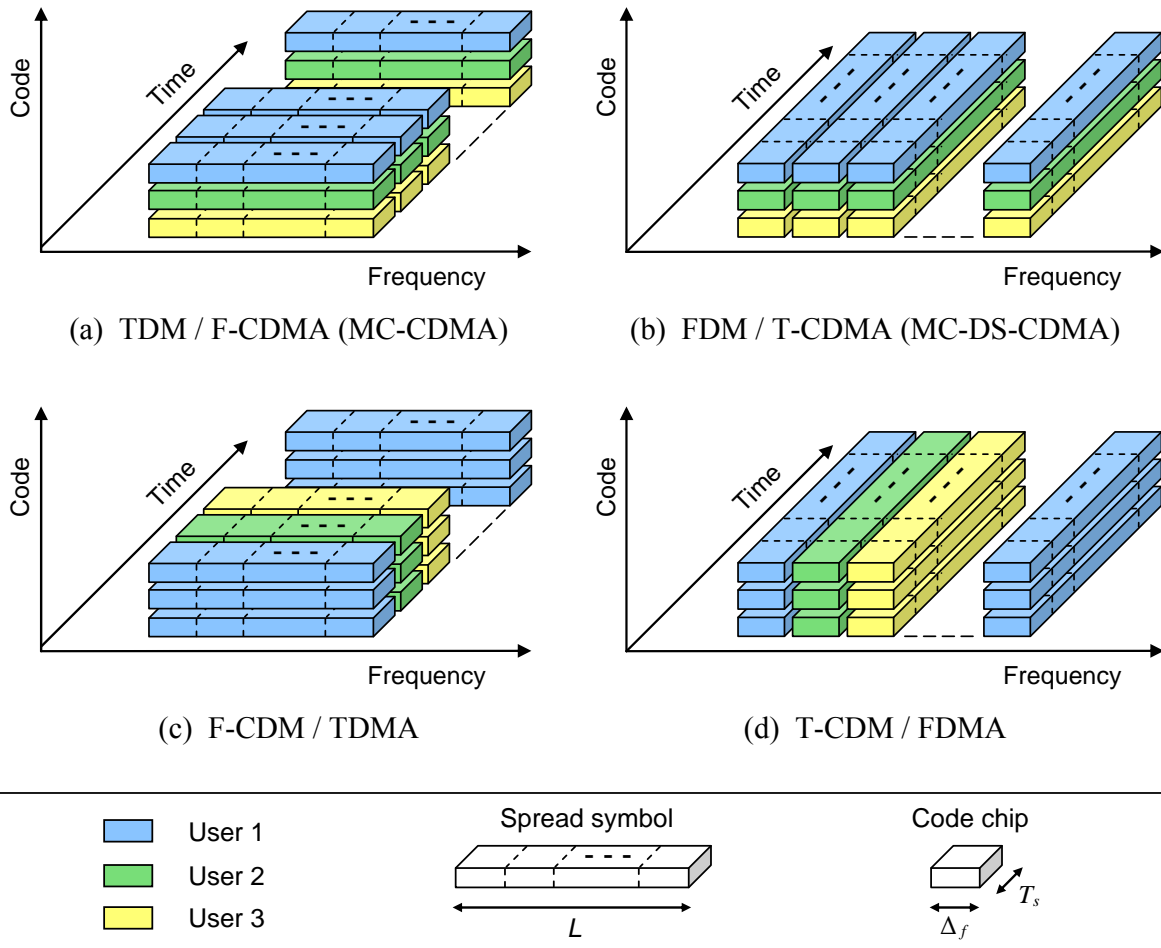 Code
Time
Frequency
(a) TDM / F-CDMA (MC-CDMA)
Code
Time
Frequency
(b) FDM / T-CDMA (MC-DS-CDMA)
Code
Time
Frequency
(c) F-CDM / TDMA
Code
Time
Frequency
(d) T-CDM / FDMA
User 1
User 2
User 3
Spread symbol
L
Code chip
T_s
Δ_f